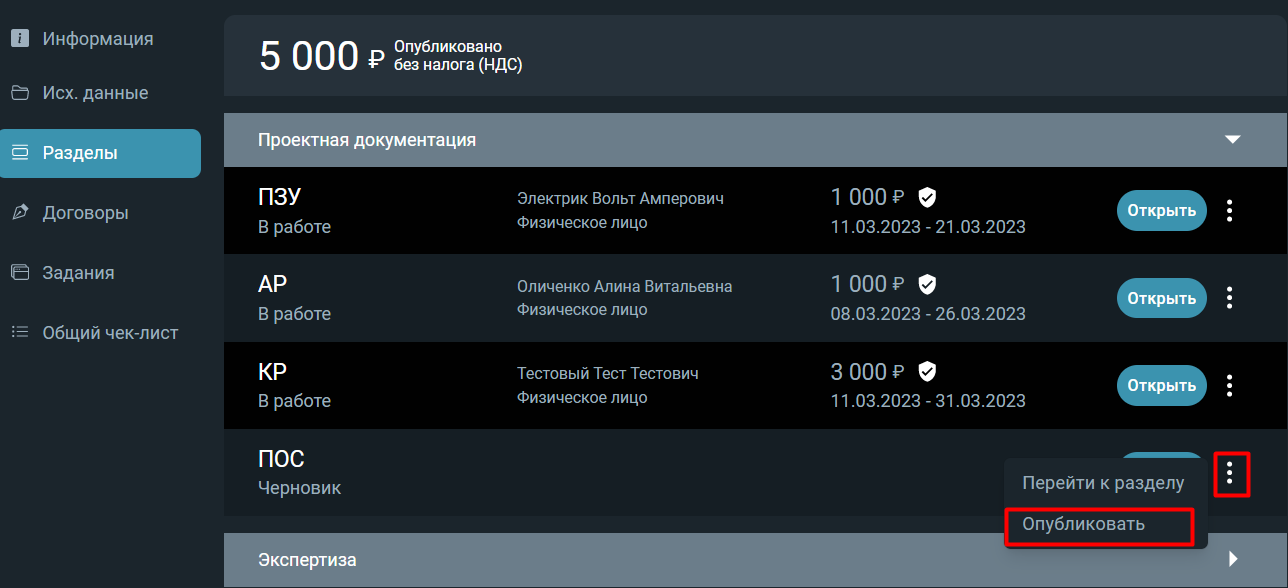 Информация
Исх. данные
Разделы
Договоры
Задания
Общий чек-лист
5 000 ₽
Опубликовано
без налога (НДС)
Проектная документация
ПЗУ
В работе
Электрик Вольт Амперович
Физическое лицо
1 000 ₽
11.03.2023 - 21.03.2023
Открыть
АР
В работе
Оличенко Алина Витальевна
Физическое лицо
1 000 ₽
08.03.2023 - 26.03.2023
Открыть
КР
В работе
Тестовый Тест Тестович
Физическое лицо
3 000 ₽
11.03.2023 - 31.03.2023
Открыть
ПОС
Черновик
Перейти к разделу
Опубликовать
Экспертиза